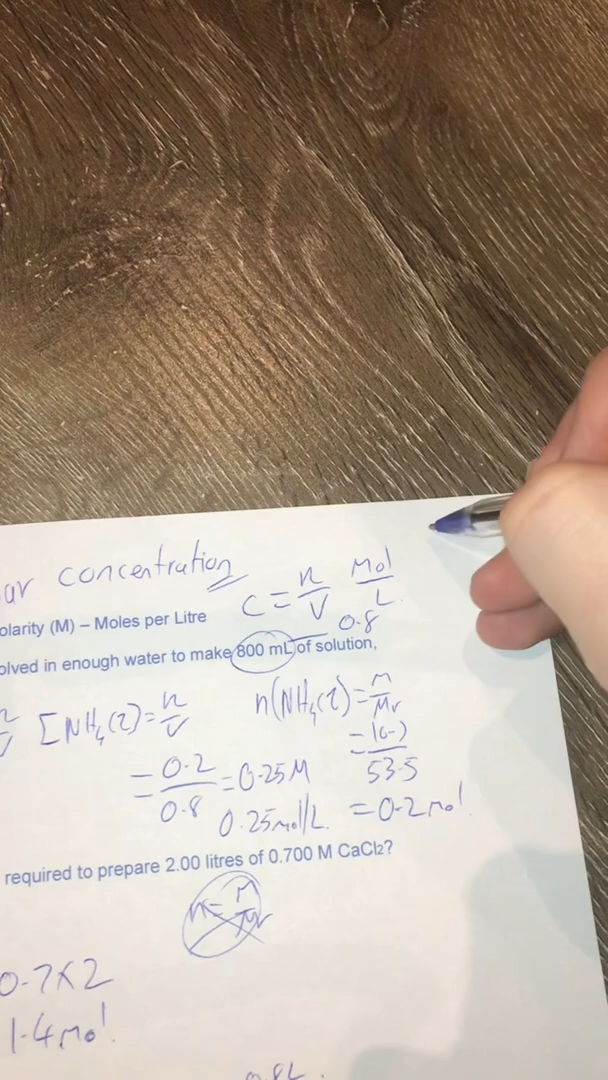 ar concentration
c = n/V Mol/L
olarity (M) – Moles per Litre
0.8
olved in enough water to make 800 mL of solution,
[NH4Cl] = n/V
n(NH4Cl) = m/Mr
= 0.2/0.8 = 0.25M
53.5
0.25mol/L
= 0.2mol
required to prepare 2.00 litres of 0.700 M CaCl2?
n = m/Mr
0.7×2
1.4mol.
0.8L.